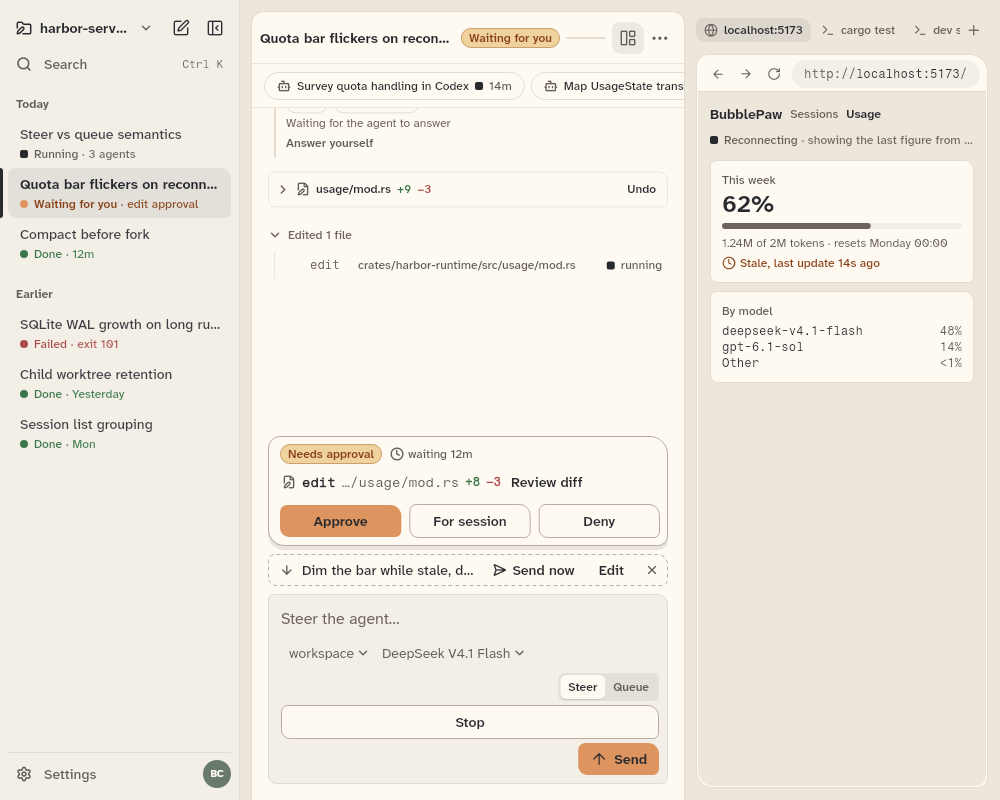 harbor-serv...
Search
Ctrl K
Today
Steer vs queue semantics
Running · 3 agents
Quota bar flickers on reconn...
Waiting for you · edit approval
Compact before fork
Done · 12m
Earlier
SQLite WAL growth on long ru...
Failed · exit 101
Child worktree retention
Done · Yesterday
Session list grouping
Done · Mon
Settings
BC
Quota bar flickers on recon...
Waiting for you
Survey quota handling in Codex
14m
Map UsageState trans
Waiting for the agent to answer
Answer yourself
usage/mod.rs +9 −3
Undo
Edited 1 file
edit crates/harbor-runtime/src/usage/mod.rs
running
Needs approval
waiting 12m
edit …/usage/mod.rs +8 −3 Review diff
Approve
For session
Deny
Dim the bar while stale, d...
Send now
Edit
Steer the agent...
workspace
DeepSeek V4.1 Flash
Steer
Queue
Stop
Send
localhost:5173
cargo test
dev s
http://localhost:5173/
BubblePaw Sessions Usage
Reconnecting · showing the last figure from ...
This week
62%
1.24M of 2M tokens · resets Monday 00:00
Stale, last update 14s ago
By model
deepseek-v4.1-flash 48%
gpt-6.1-sol 14%
Other <1%